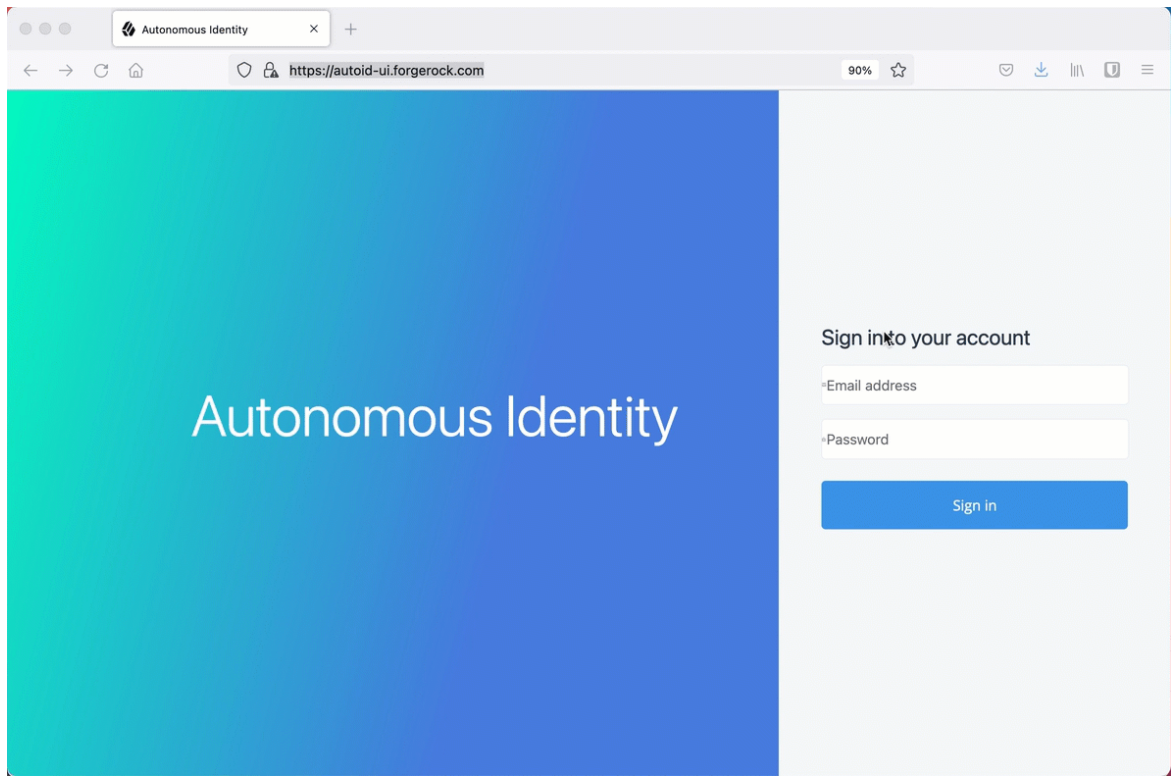 Autonomous Identity
https://autoid-ui.forgerock.com
90%
Autonomous Identity
Sign into your account
Email address
Password
Sign in